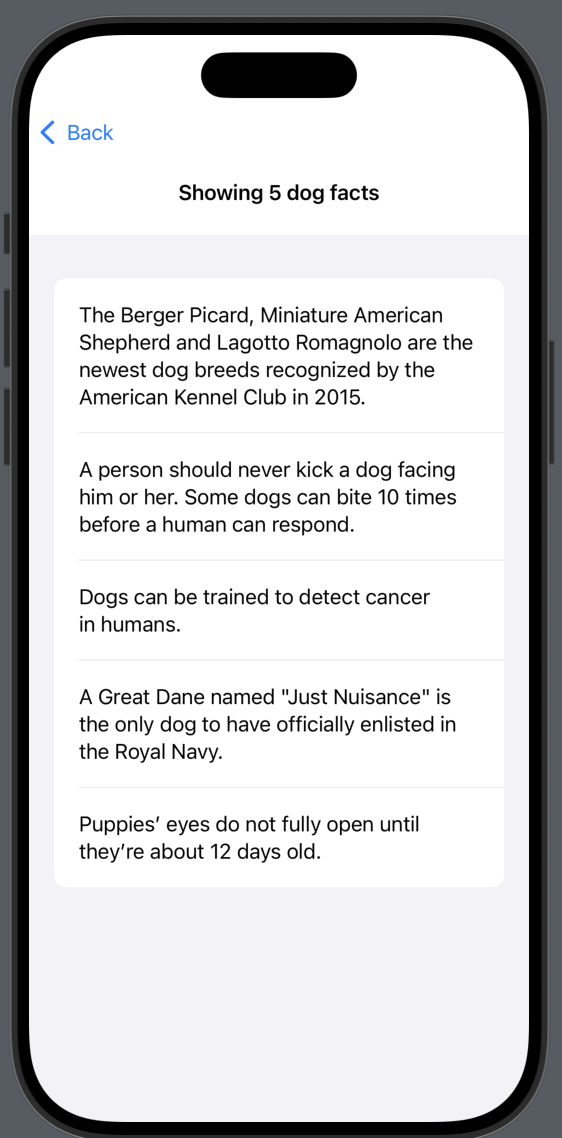 Back
Showing 5 dog facts
The Berger Picard, Miniature American
Shepherd and Lagotto Romagnolo are the
newest dog breeds recognized by the
American Kennel Club in 2015.
A person should never kick a dog facing
him or her. Some dogs can bite 10 times
before a human can respond.
Dogs can be trained to detect cancer
in humans.
A Great Dane named "Just Nuisance" is
the only dog to have officially enlisted in
the Royal Navy.
Puppies’ eyes do not fully open until
they’re about 12 days old.